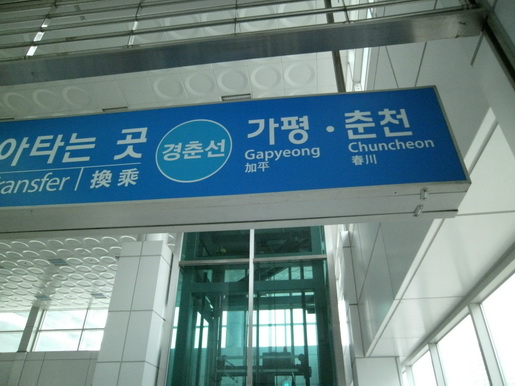 아타는 곳
ransfer | 換乘
경춘선
가평 · 춘천
Gapyeong Chuncheon
加平 春川